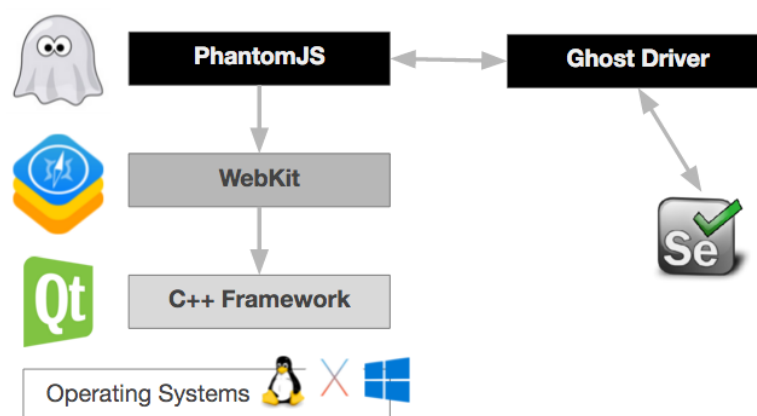 PhantomJS
Ghost Driver
WebKit
Se
Qt
C++ Framework
Operating Systems X